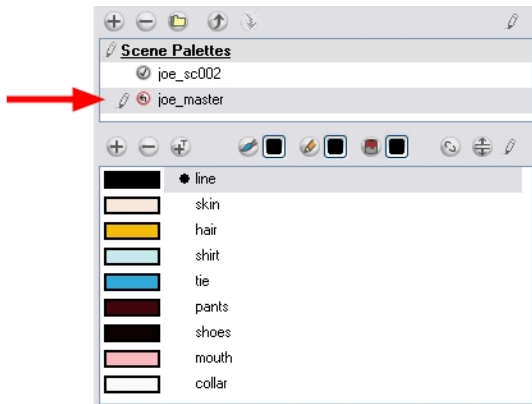 Scene Palettes
joe_sc002
joe_master
line
skin
hair
shirt
tie
pants
shoes
mouth
collar